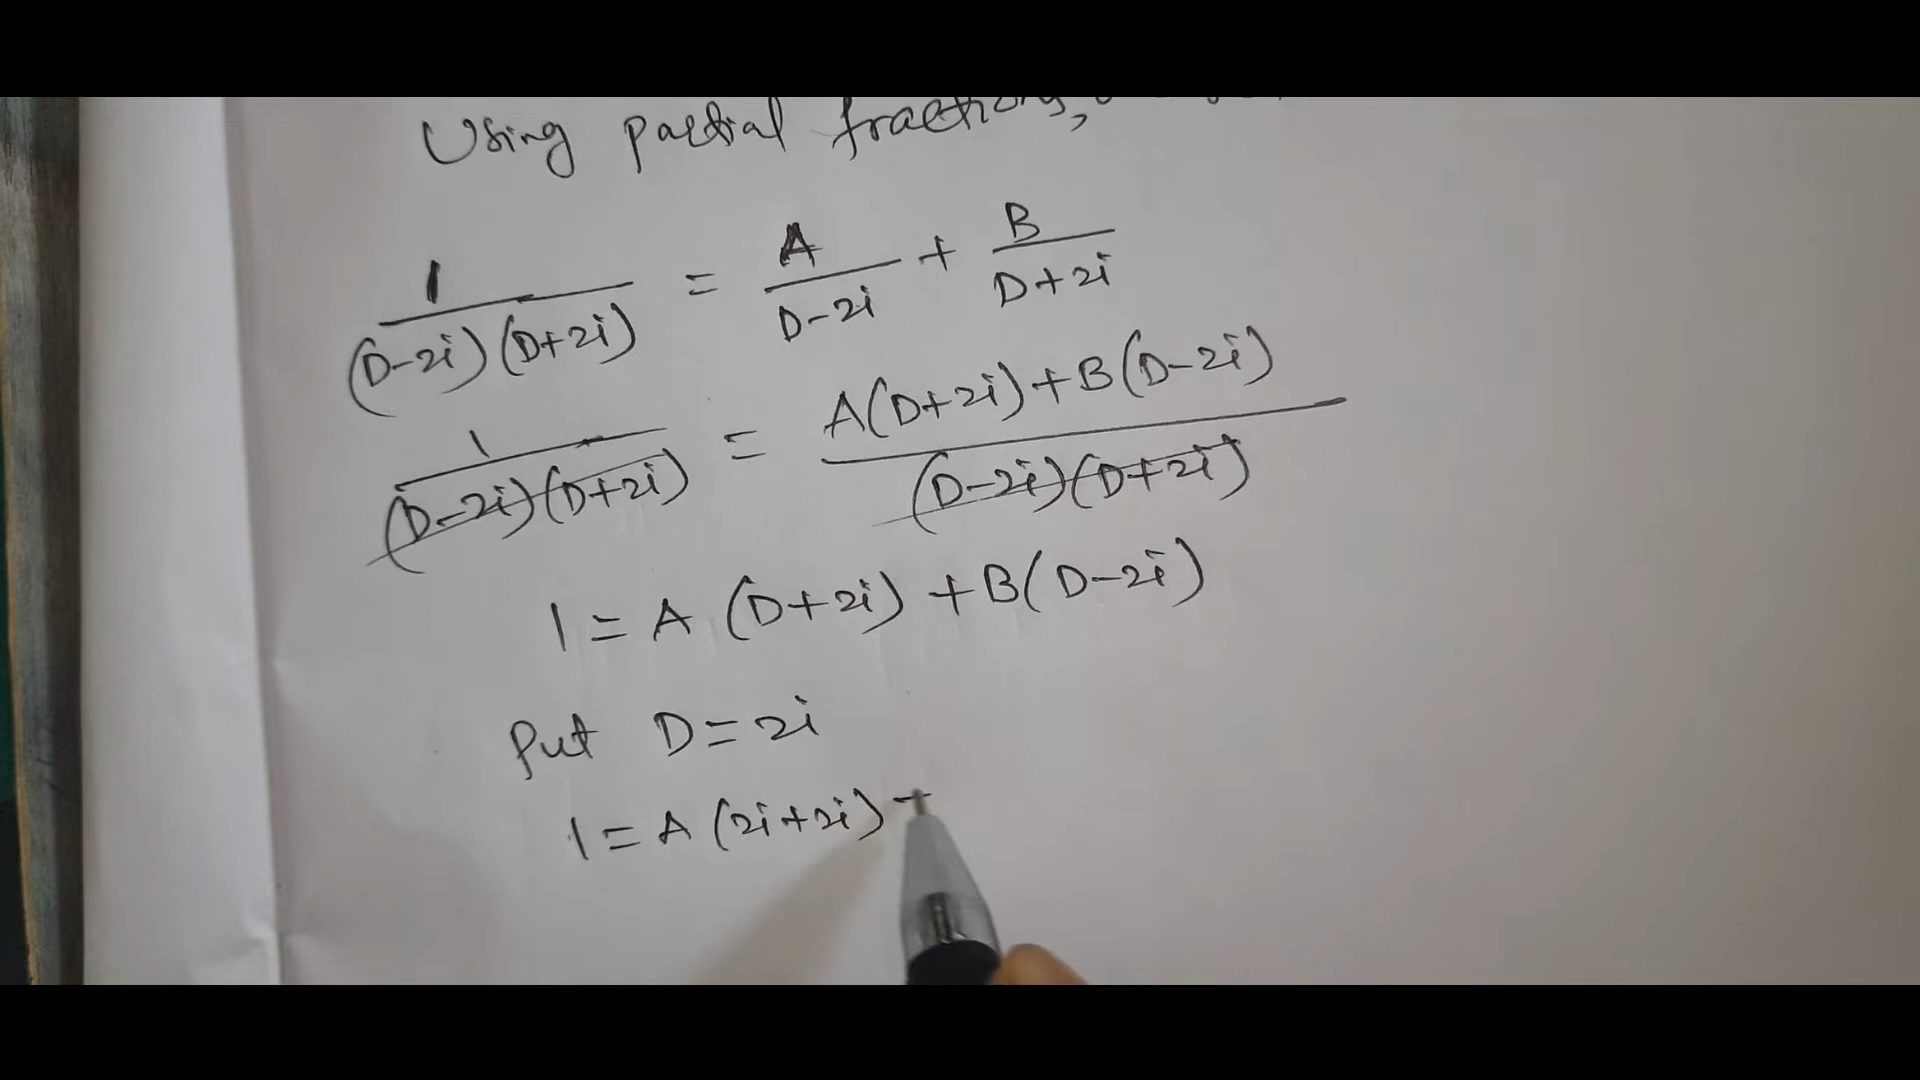 Using partial fractions,
1/((D-2i)(D+2i)) = A/(D-2i) + B/(D+2i)
1/((D-2i)(D+2i)) = (A(D+2i)+B(D-2i))/((D-2i)(D+2i))
1 = A (D+2i) + B(D-2i)
Put D = 2i
1 = A (2i+2i) +